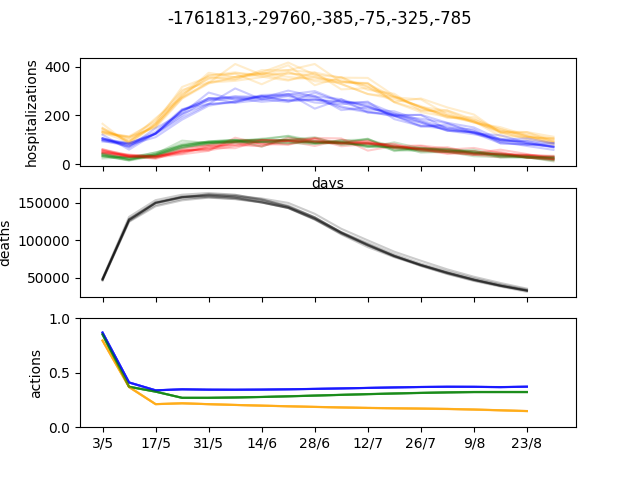 -1761813,-29760,-385,-75,-325,-785
hospitalizations
400
200
0
days
deaths
150000
100000
50000
actions
1.0
0.5
0.0
3/5 17/5 31/5 14/6 28/6 12/7 26/7 9/8 23/8